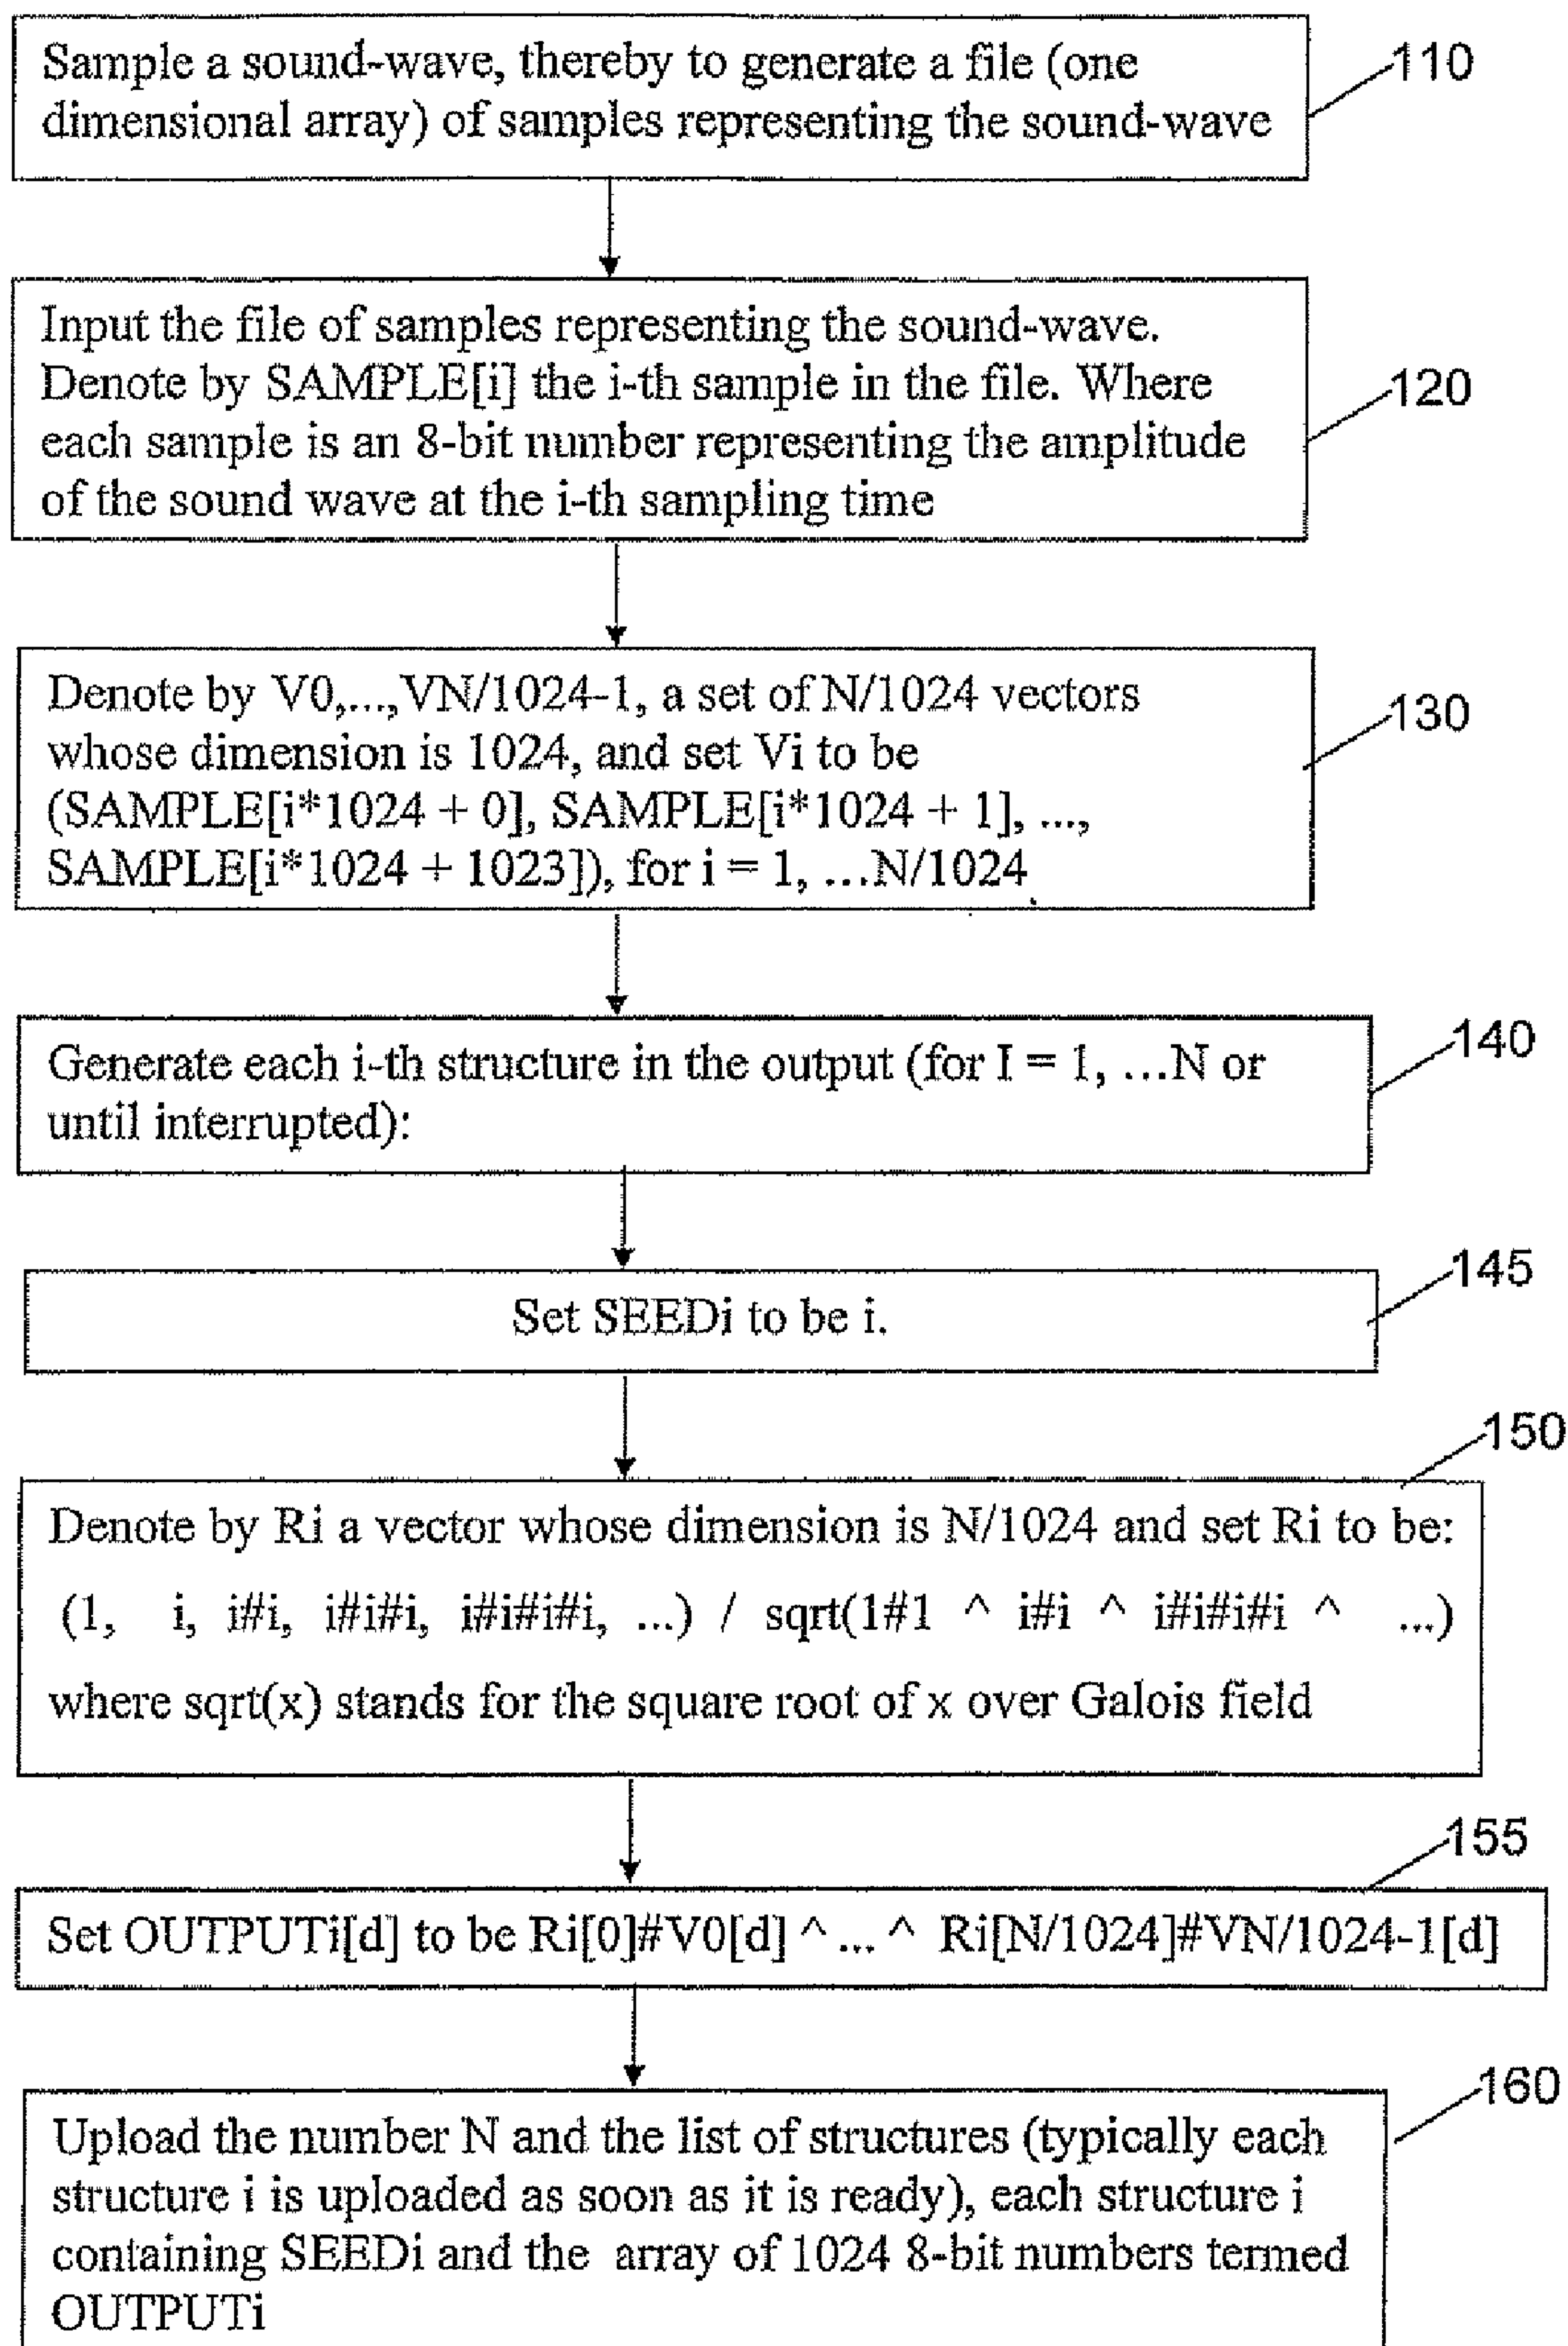 Sample a sound-wave, thereby to generate a file (one
dimensional array) of samples representing the sound-wave
110
Input the file of samples representing the sound-wave.
Denote by SAMPLE[i] the i-th sample in the file. Where
each sample is an 8-bit number representing the amplitude
of the sound wave at the i-th sampling time
120
Denote by V0,...,VN/1024-1, a set of N/1024 vectors
whose dimension is 1024, and set Vi to be
(SAMPLE[i*1024 + 0], SAMPLE[i*1024 + 1], ...,
SAMPLE[i*1024 + 1023]), for i = 1, ...N/1024
130
Generate each i-th structure in the output (for I = 1, ...N or
until interrupted):
140
Set SEEDi to be i.
145
150
Denote by Ri a vector whose dimension is N/1024 and set Ri to be:
(1, i, i#i, i#i#i, i#i#i#i, ...) / sqrt(1#1 ^ i#i ^ i#i#i#i ^ ...)
where sqrt(x) stands for the square root of x over Galois field
155
Set OUTPUTi[d] to be Ri[0]#V0[d] ^ ... ^ Ri[N/1024]#VN/1024-1[d]
160
Upload the number N and the list of structures (typically each
structure i is uploaded as soon as it is ready), each structure i
containing SEEDi and the array of 1024 8-bit numbers termed
OUTPUTi